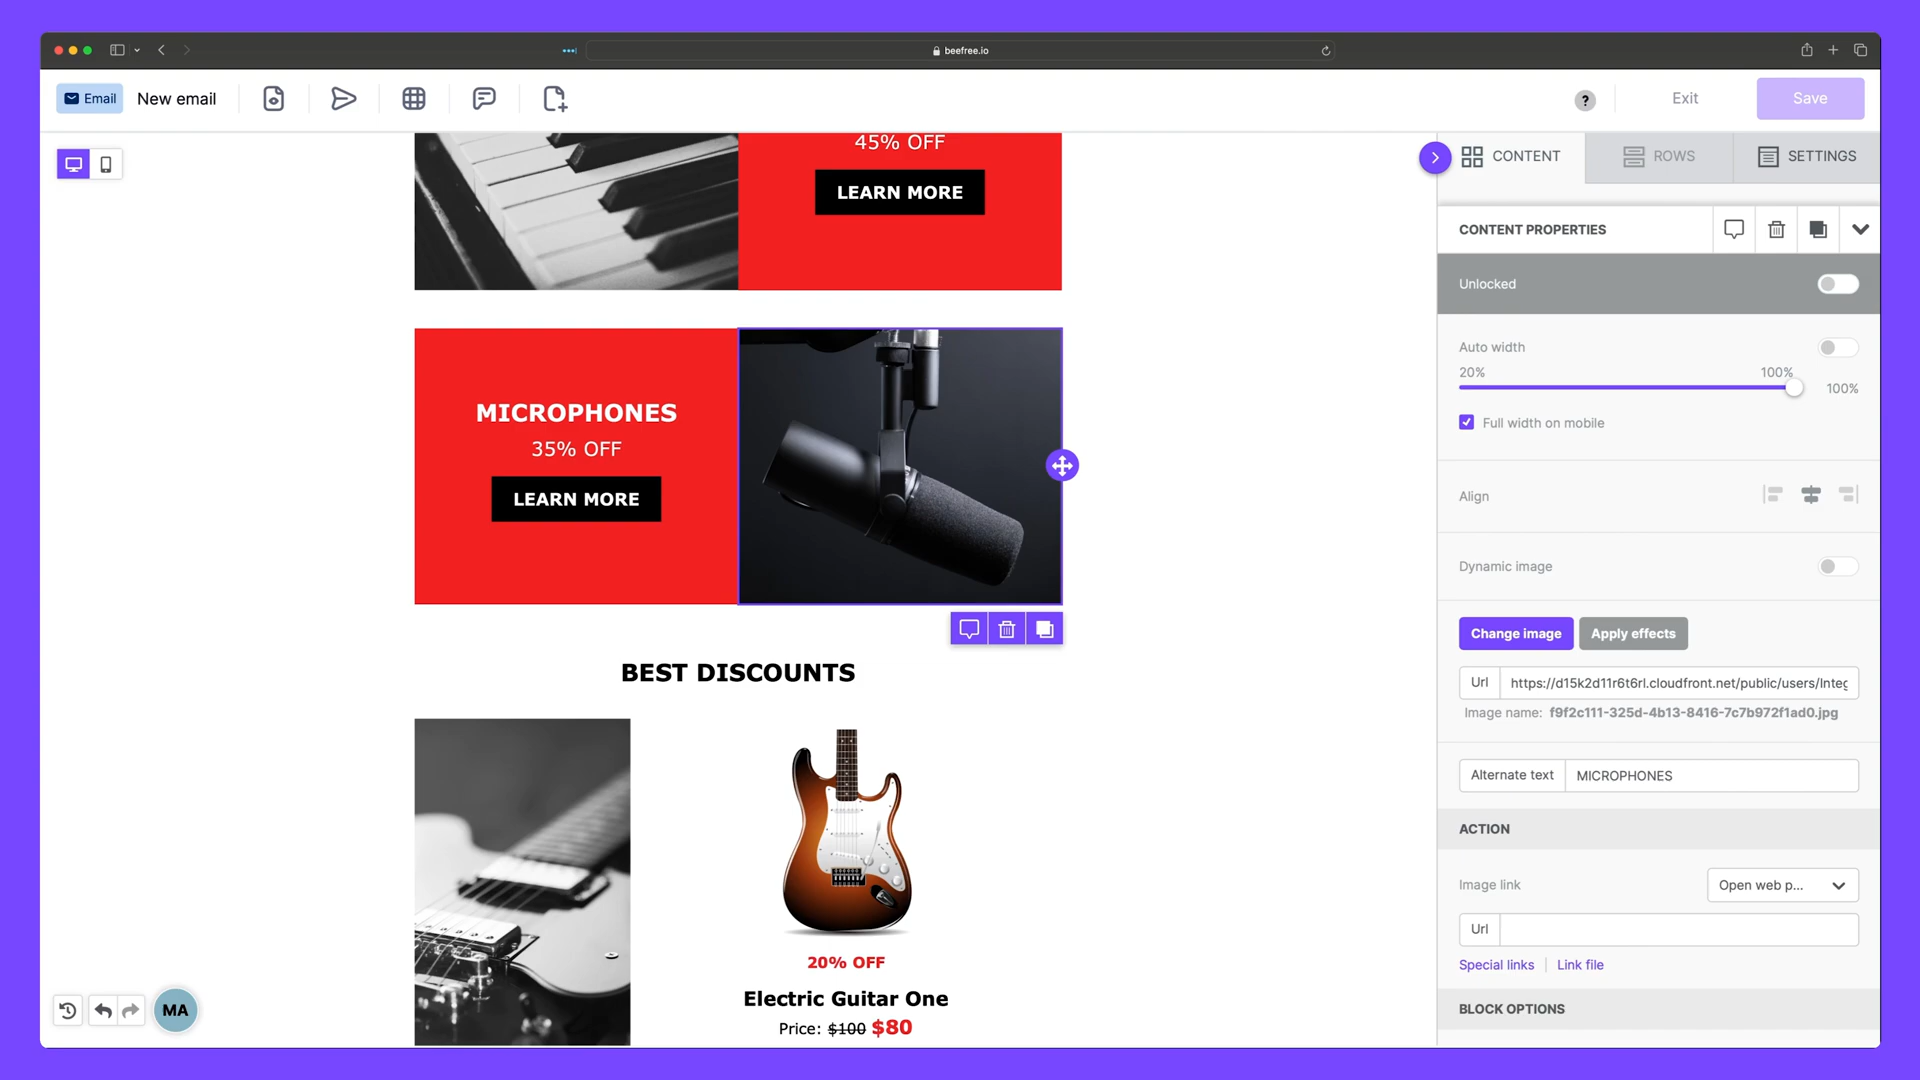 beefree.io
Email
New email
?
Exit
Save
45% OFF
LEARN MORE
MICROPHONES
35% OFF
LEARN MORE
BEST DISCOUNTS
20% OFF
Electric Guitar One
Price: $100 $80
MA
CONTENT
ROWS
SETTINGS
CONTENT PROPERTIES
Unlocked
Auto width
20% 100%
100%
Full width on mobile
Align
Dynamic image
Change image
Apply effects
Url https://d15k2d11r6t6rl.cloudfront.net/public/users/Integ
Image name: f9f2c111-325d-4b13-8416-7c7b972f1ad0.jpg
Alternate text MICROPHONES
ACTION
Image link Open web p...
Url
Special links Link file
BLOCK OPTIONS